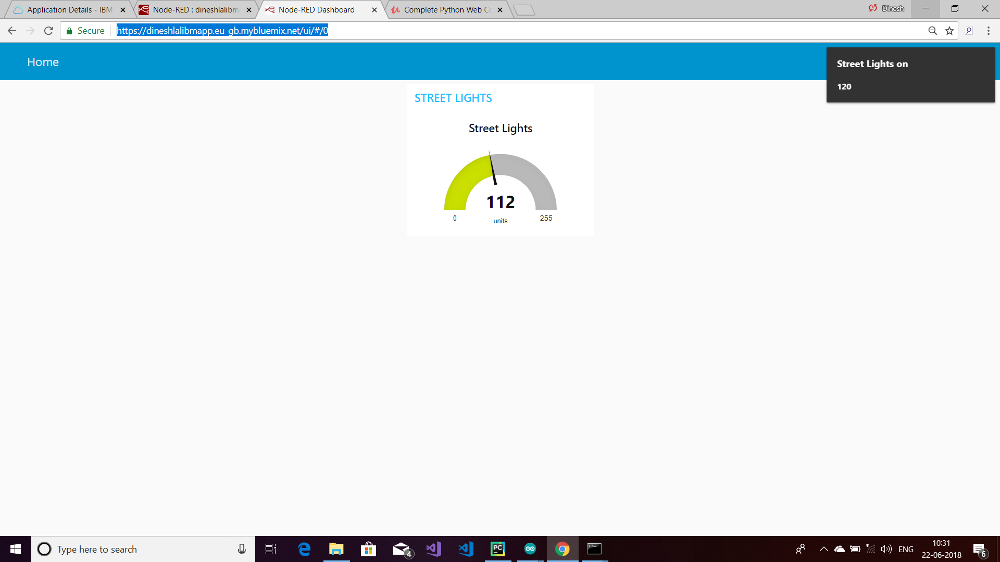 Application Details - IBM
Node-RED : dineshlalibm
Node-RED Dashboard
Complete Python Web C
Dinesh
Secure
https://dineshlalibmapp.eu-gb.mybluemix.net/ui/#/0
Home
Street Lights on
120
STREET LIGHTS
Street Lights
112
0
units
255
Type here to search
4
PC
ENG
10:31
22-06-2018
6